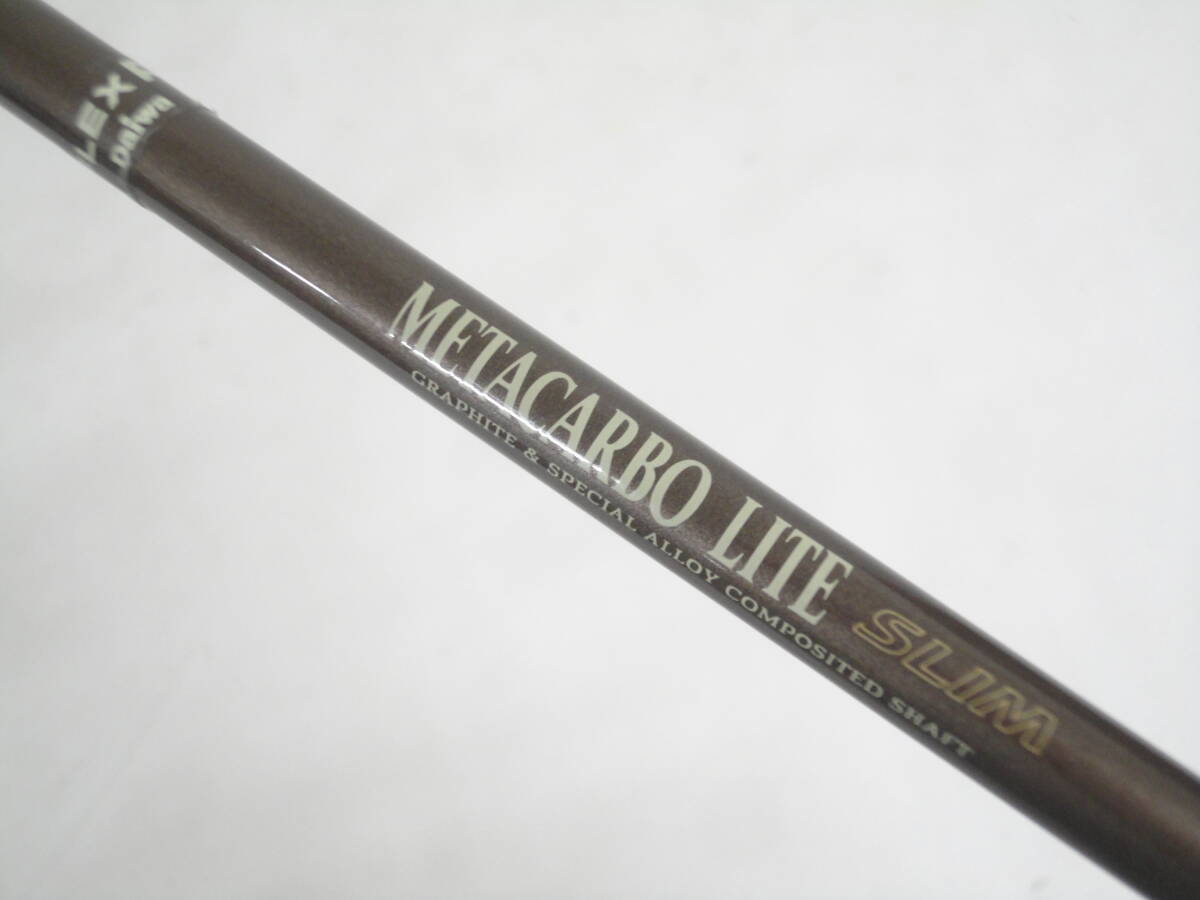 Daiwa
METACARBO LITE SLIM
GRAPHITE & SPECIAL ALLOY COMPOSITED SHAFT